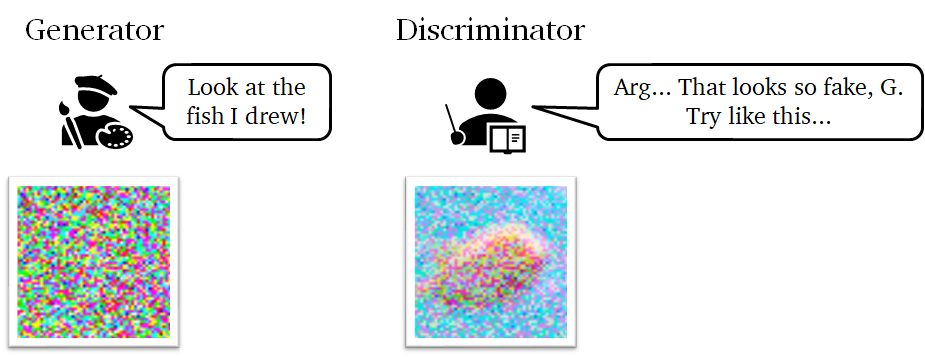 Generator
Discriminator
Look at the
fish I drew!
Arg... That looks so fake, G.
Try like this...